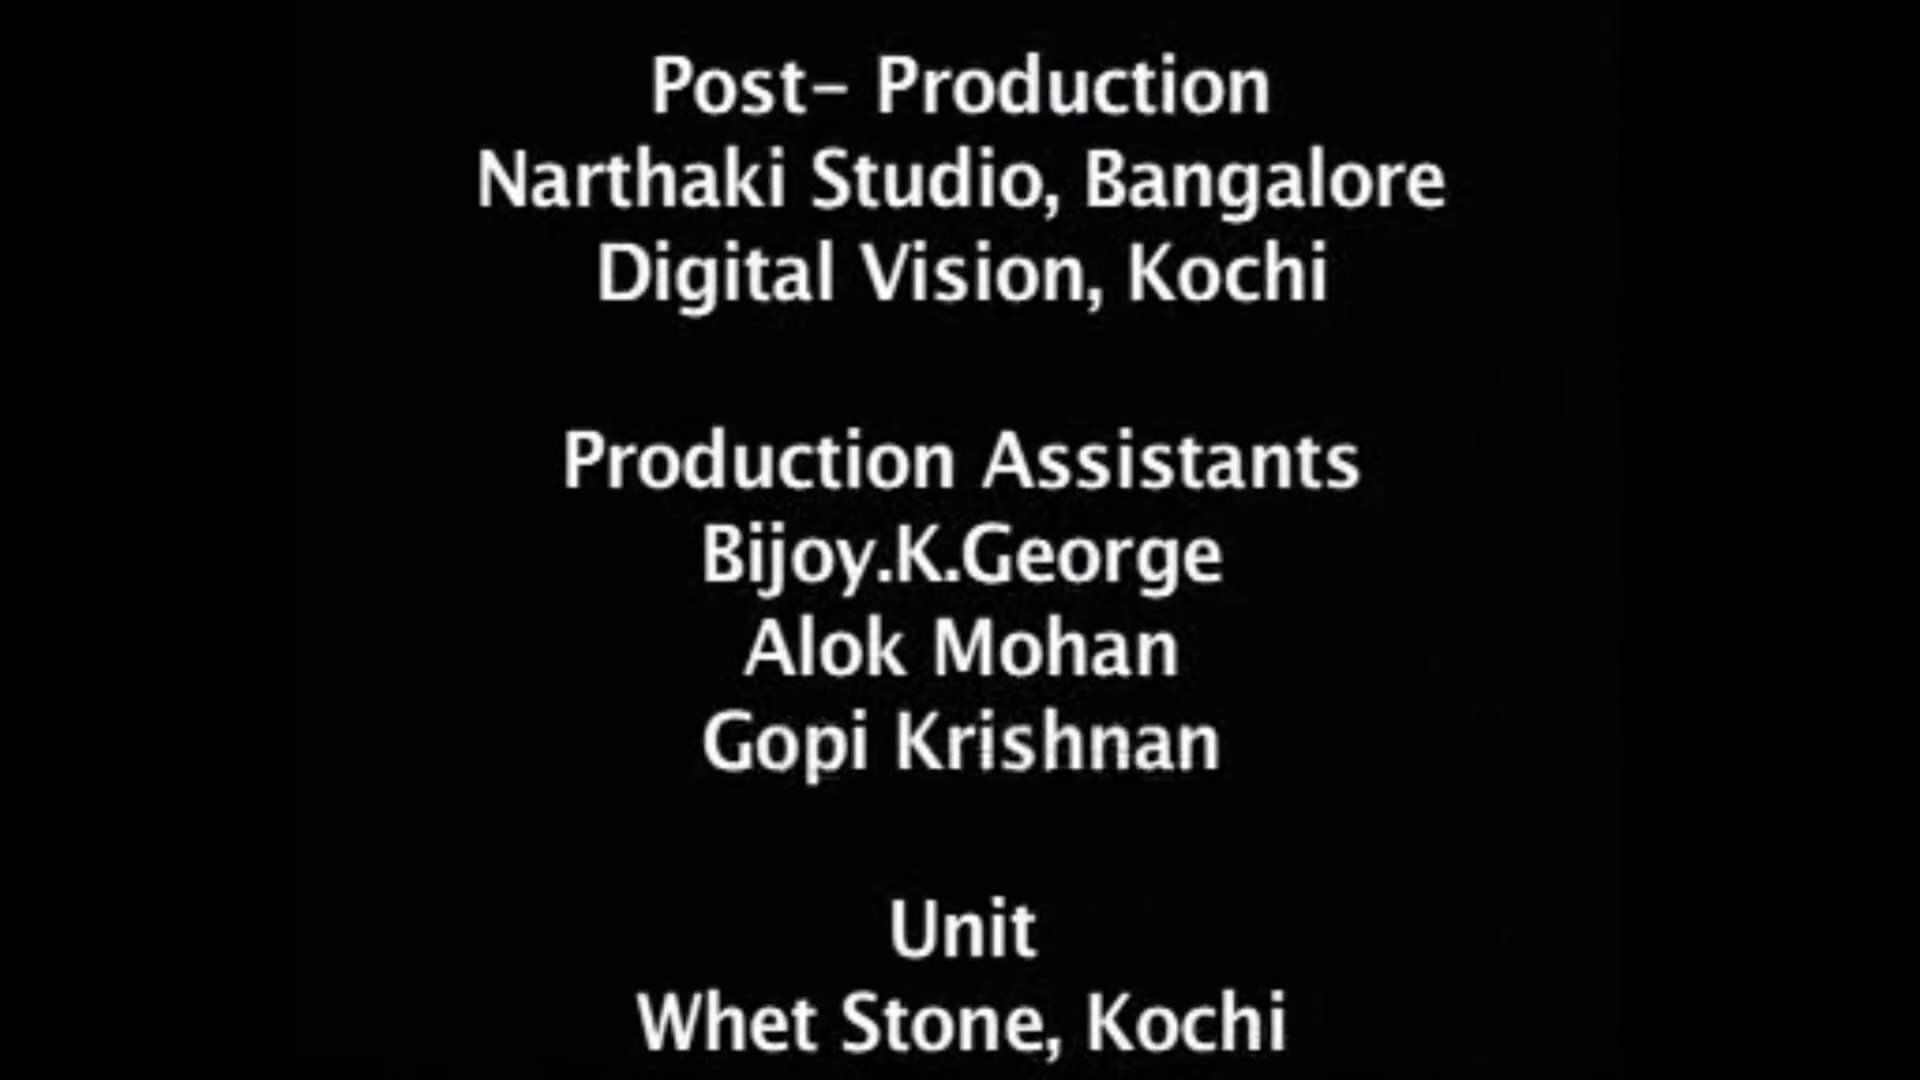 Post- Production
Narthaki Studio, Bangalore
Digital Vision, Kochi
Production Assistants
Bijoy.K.George
Alok Mohan
Gopi Krishnan
Unit
Whet Stone, Kochi